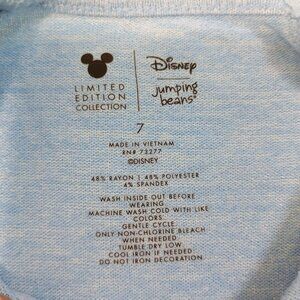 Disney
LIMITED
EDITION
COLLECTION
jumping
beans®
7
MADE IN VIETNAM
RN# 73277
©DISNEY
48% RAYON | 48% POLYESTER
4% SPANDEX
WASH INSIDE OUT BEFORE
WEARING
MACHINE WASH COLD WITH LIKE
COLORS
GENTLE CYCLE
ONLY NON-CHLORINE BLEACH
WHEN NEEDED
TUMBLE DRY LOW
COOL IRON IF NEEDED
DO NOT IRON DECORATION